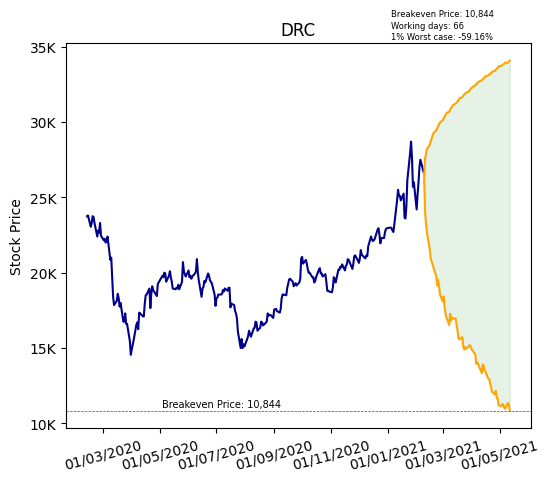 Breakeven Price: 10,844
Working days: 66
1% Worst case: -59.16%
DRC
Stock Price
35K
30K
25K
20K
15K
10K
Breakeven Price: 10,844
01/03/2020
01/05/2020
01/07/2020
01/09/2020
01/11/2020
01/01/2021
01/03/2021
01/05/2021